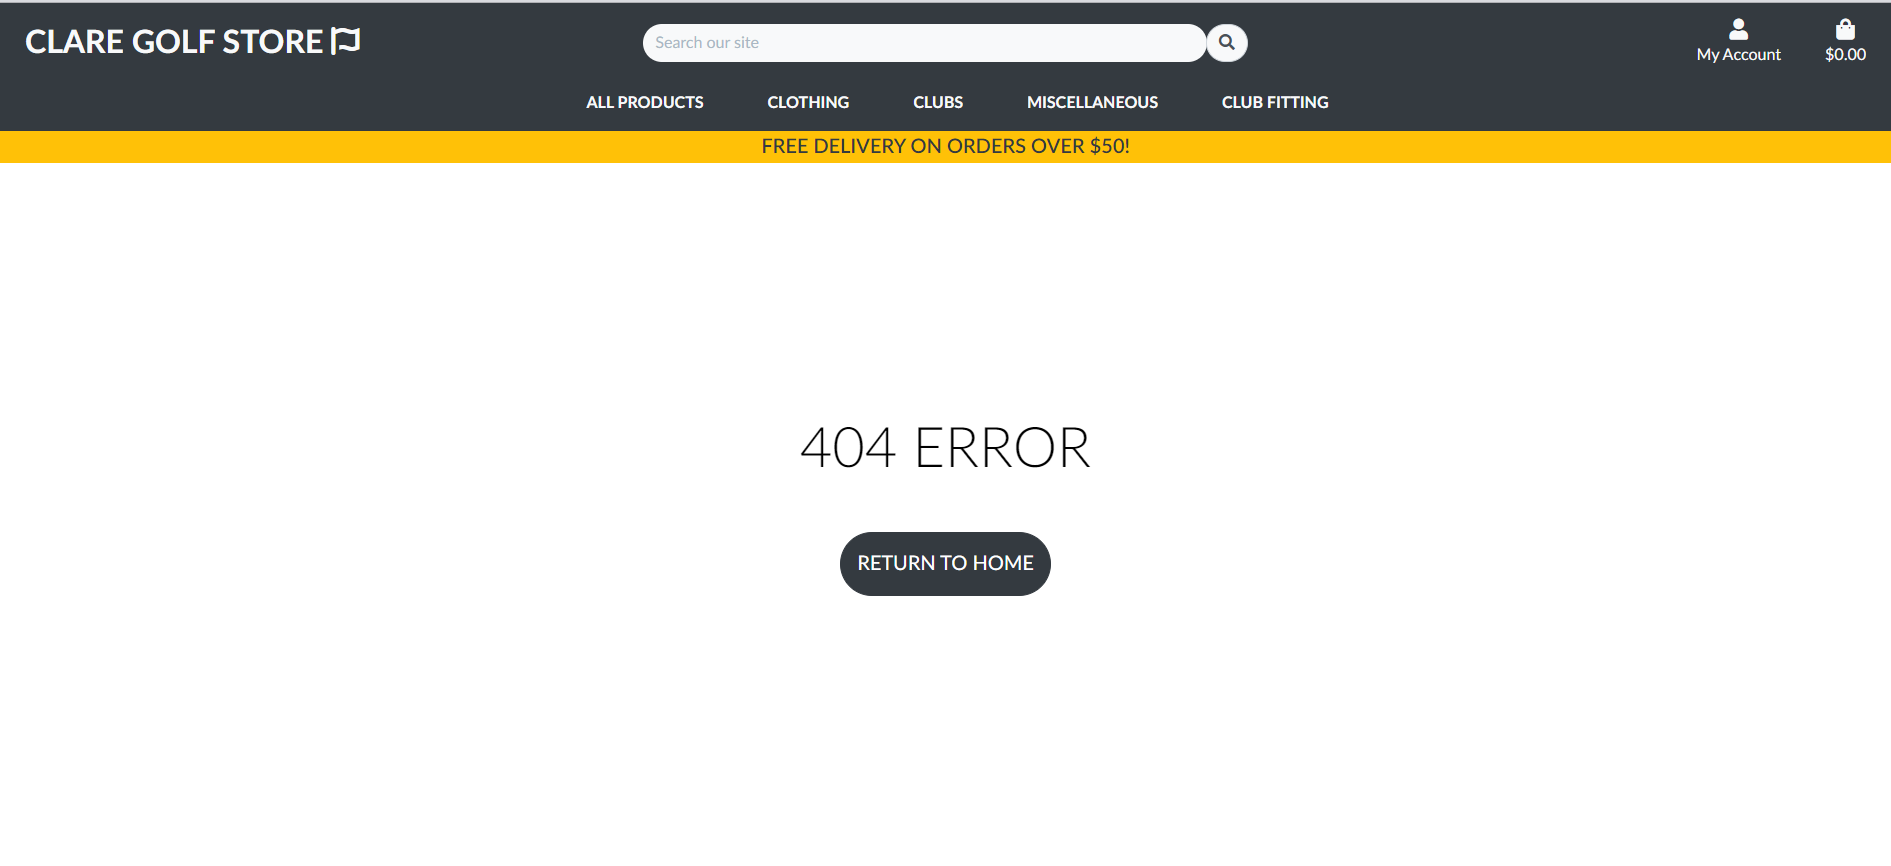 CLARE GOLF STORE
Search our site
My Account
$0.00
ALL PRODUCTS CLOTHING CLUBS MISCELLANEOUS CLUB FITTING
FREE DELIVERY ON ORDERS OVER $50!
404 ERROR
RETURN TO HOME